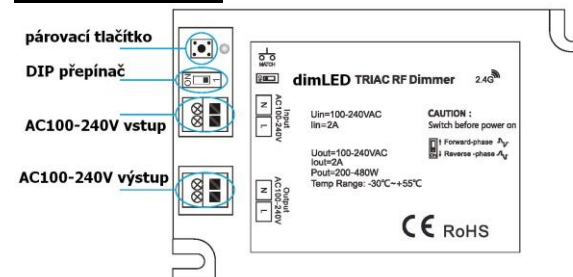 párovací tlačítko
DIP přepínač
AC100-240V vstup
AC100-240V výstup
ON
1
MATCH
N
L
Input
AC100-240V
N
L
Output
AC100-240V
dimLED TRIAC RF Dimmer 2.4G
Uin=100-240VAC
Iin=2A
Uout=100-240VAC
Iout=2A
Pout=200-480W
Temp Range: -30℃~+55℃
CAUTION :
Switch before power on
Forward-phase
Reverse -phase
CE RoHS